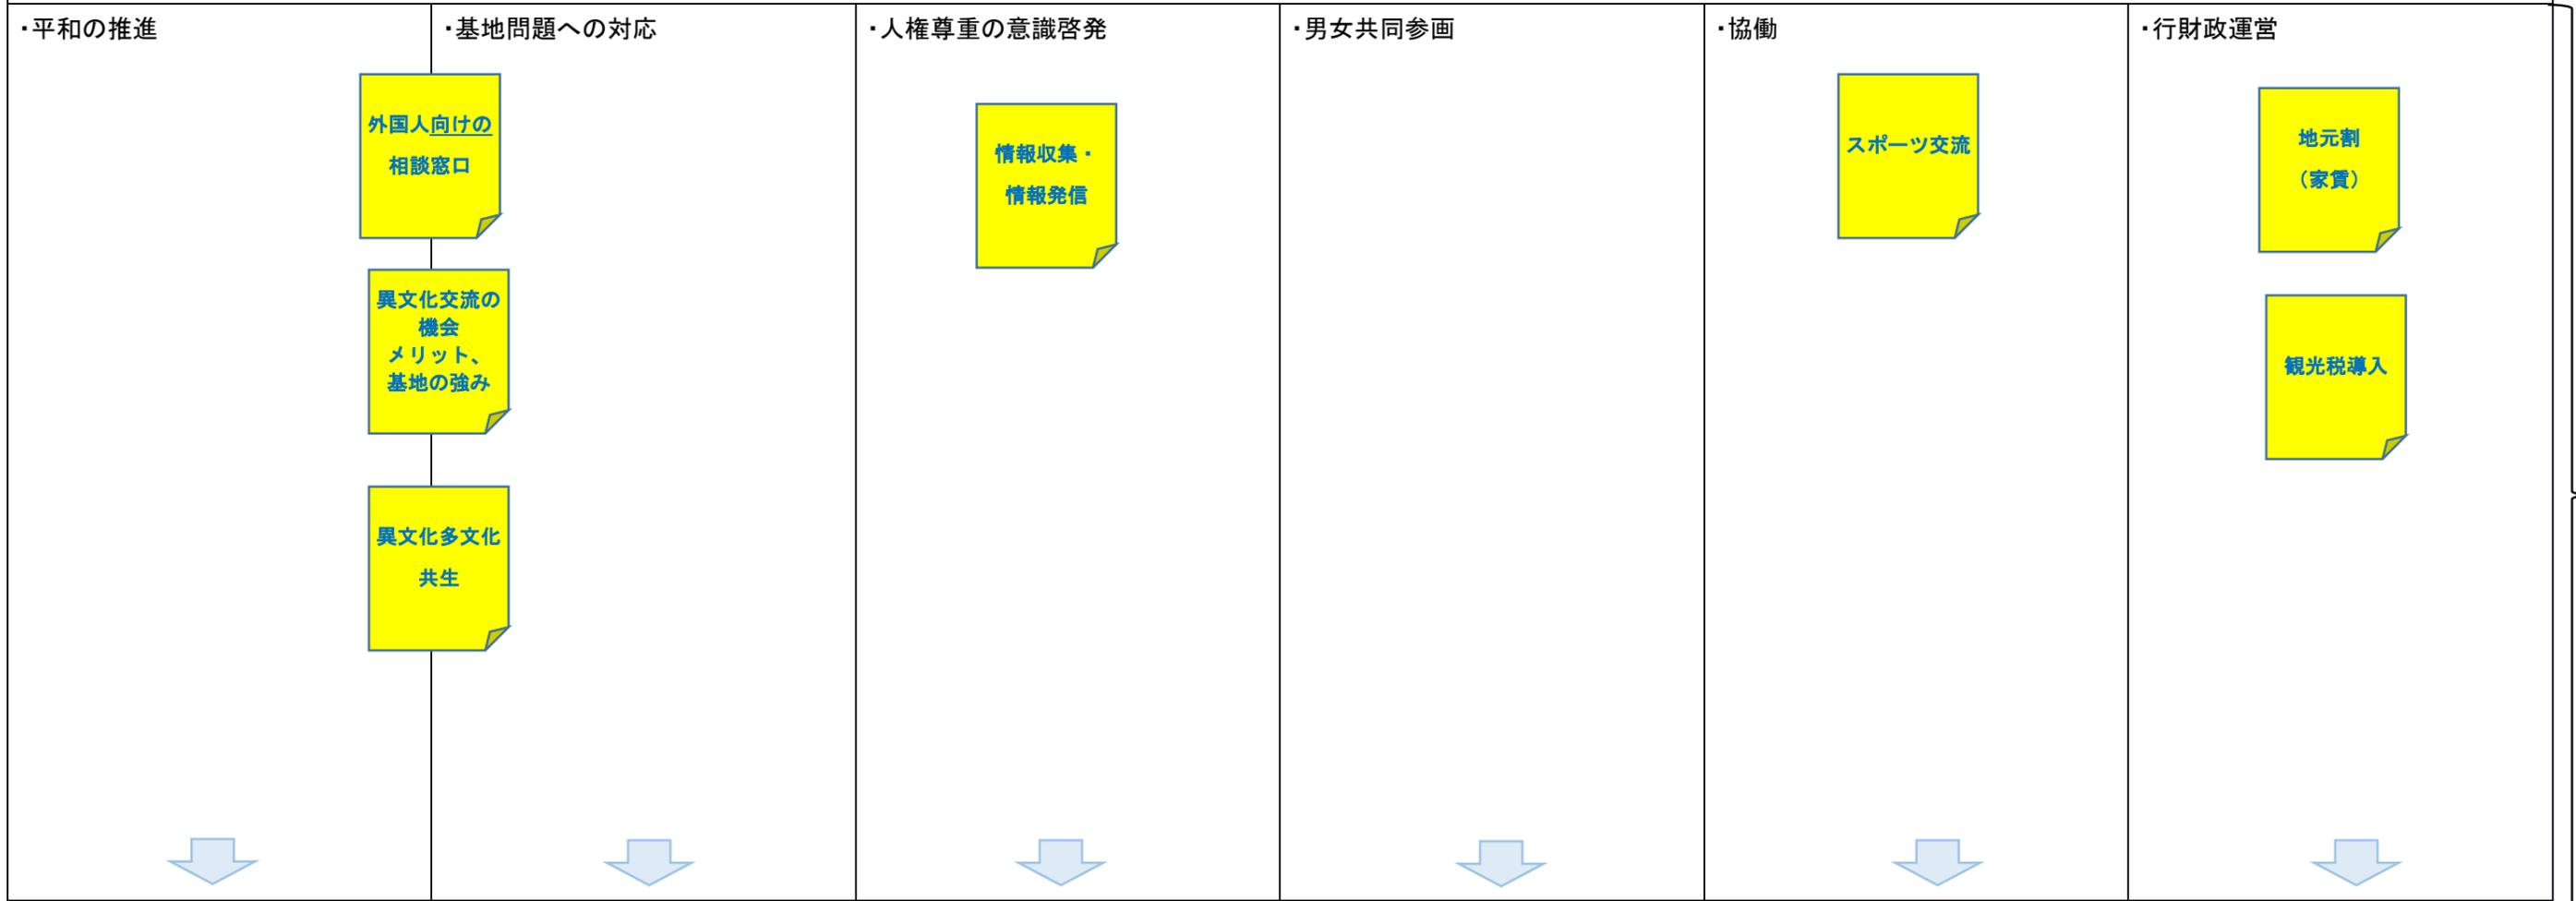 ・平和の推進
・基地問題への対応
・人権尊重の意識啓発
・男女共同参画
・協働
・行財政運営
外国人向けの
相談窓口
異文化交流の
機会
メリット、
基地の強み
異文化多文化
共生
情報収集・
情報発信
スポーツ交流
地元割
（家賃）
観光税導入